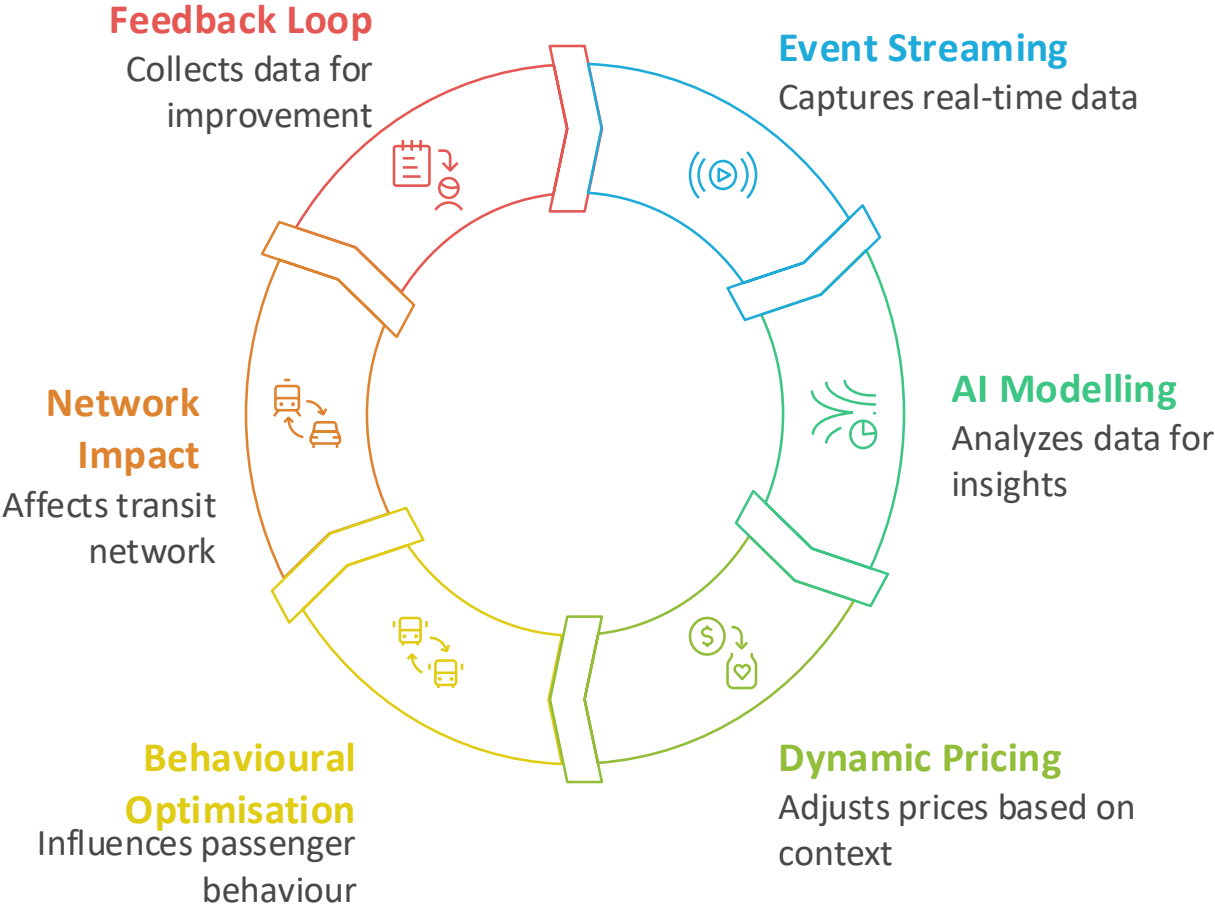 Feedback Loop
Collects data for
improvement
Event Streaming
Captures real-time data
AI Modelling
Analyzes data for
insights
Dynamic Pricing
Adjusts prices based on
context
Behavioural
Optimisation
Influences passenger
behaviour
Network
Impact
Affects transit
network
$